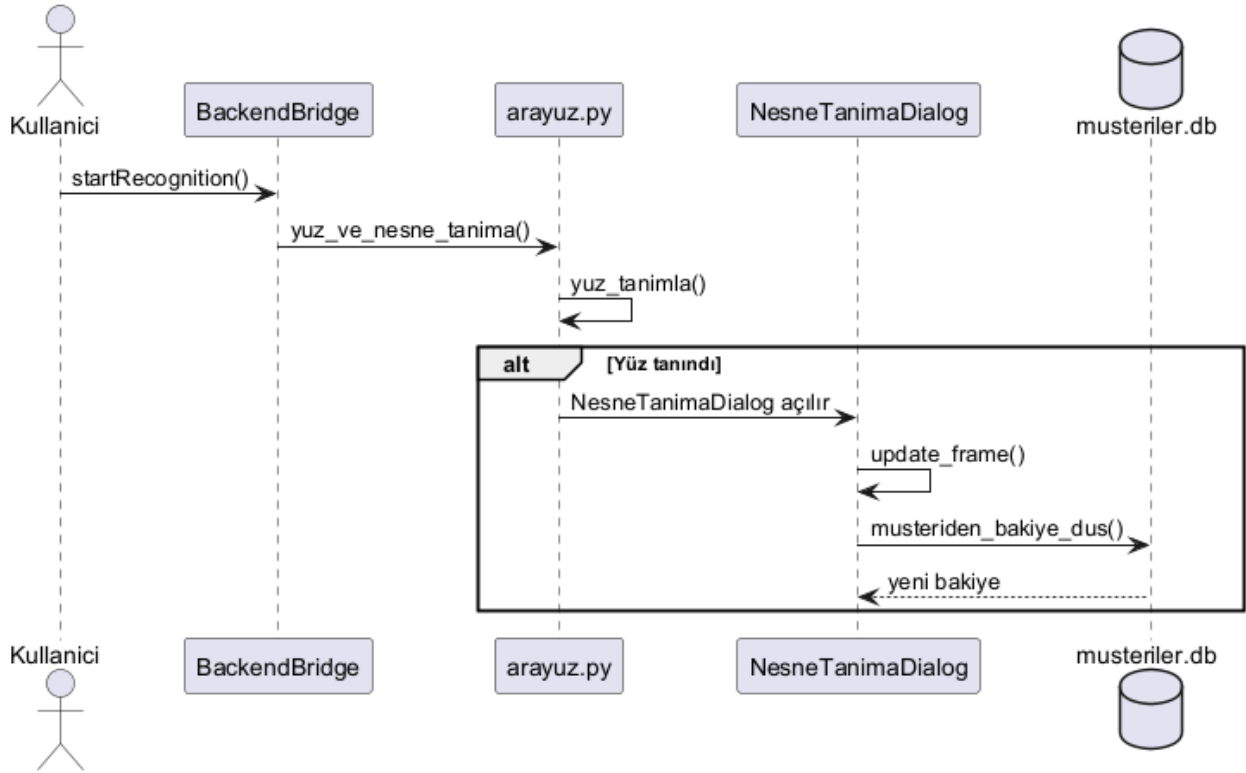 Kullanici
BackendBridge
arayuz.py
NesneTanimaDialog
musteriler.db
startRecognition()
yuz_ve_nesne_tanima()
yuz_tanimla()
alt
[Yüz tanındı]
NesneTanimaDialog açılır
update_frame()
musteriden_bakiye_dus()
yeni bakiye
Kullanici
BackendBridge
arayuz.py
NesneTanimaDialog
musteriler.db